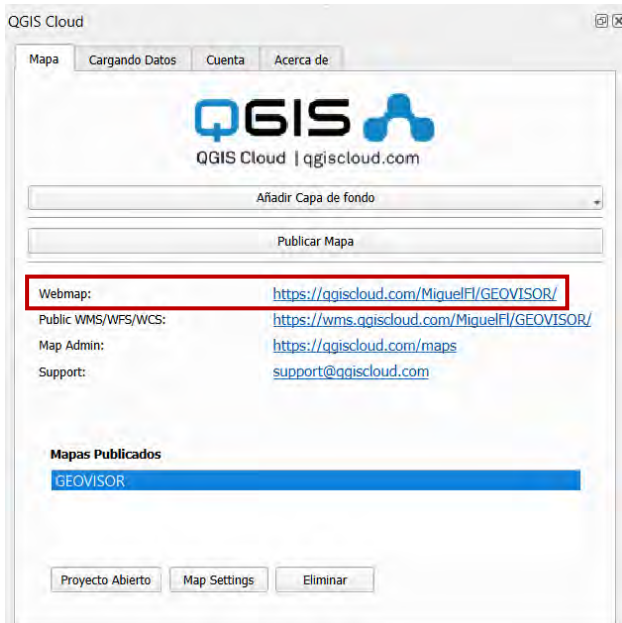 QGIS Cloud
Mapa Cargando Datos Cuenta Acerca de
QGIS
QGIS Cloud | qgiscloud.com
Añadir Capa de fondo
Publicar Mapa
Webmap: https://qgiscloud.com/MiguelFl/GEOVISOR/
Public WMS/WFS/WCS: https://wms.qgiscloud.com/MiguelFl/GEOVISOR/
Map Admin: https://qgiscloud.com/maps
Support: support@qgiscloud.com
Mapas Publicados
GEOVISOR
Proyecto Abierto Map Settings Eliminar